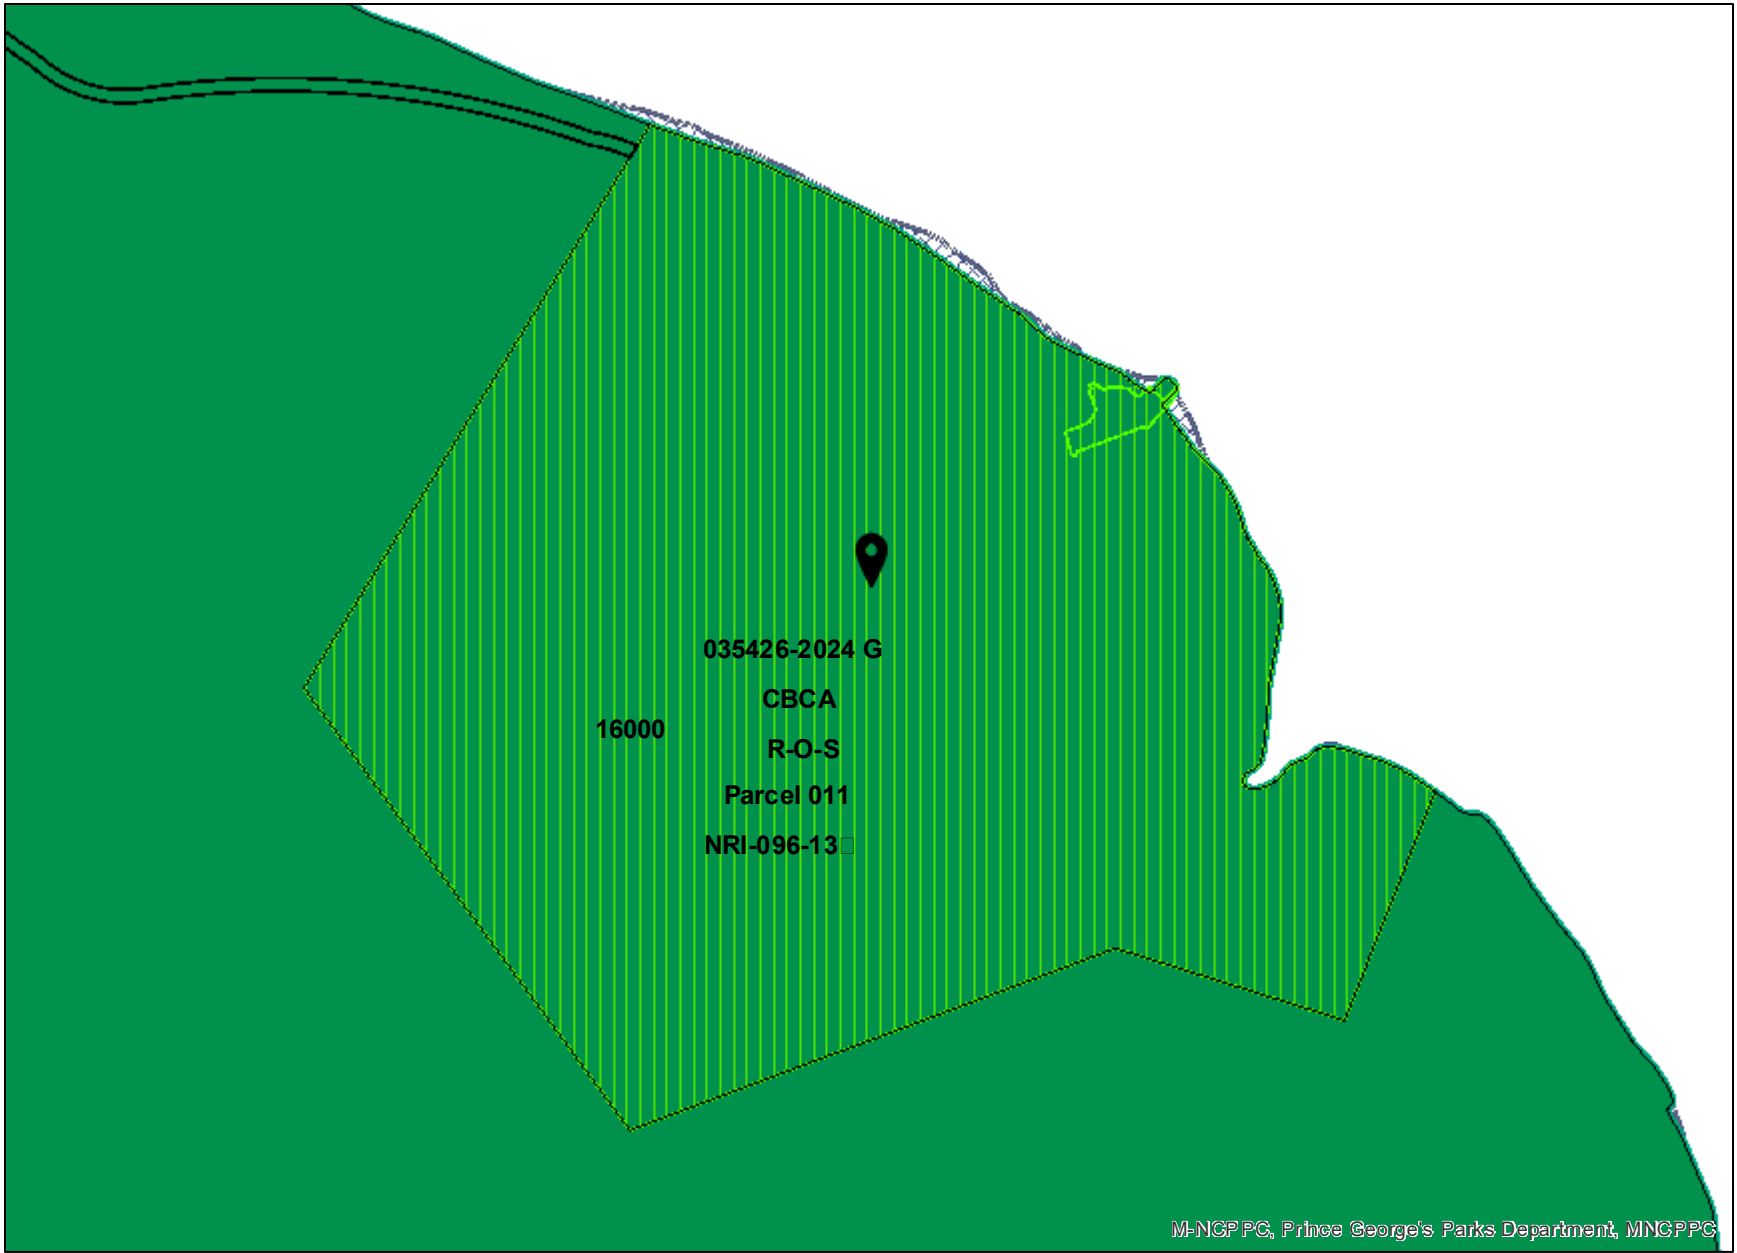 035426-2024 G
CBCA
16000
R-O-S
Parcel 011
NRI-096-13
M-NCPPC, Prince George's Parks Department, MNCPPC